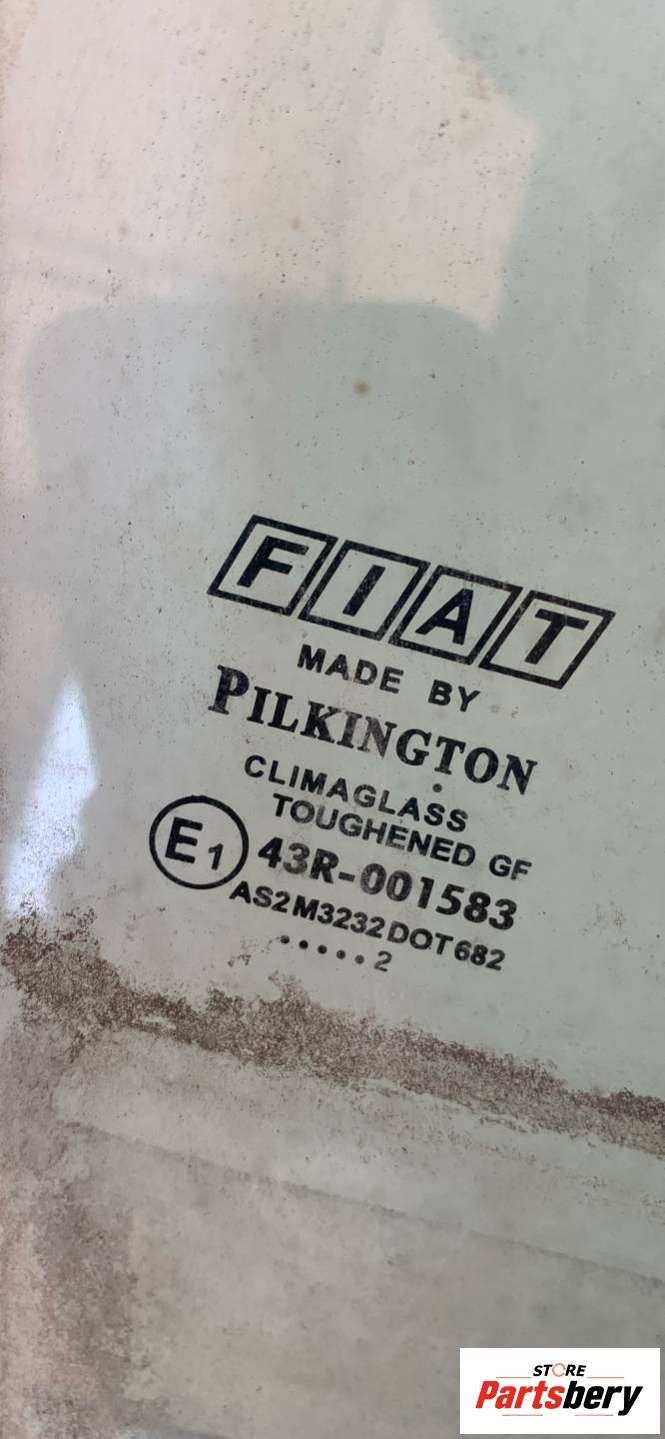 FIAT
MADE BY
PILKINGTON
CLIMAGLASS
TOUGHENED GF
E1 43R-001583
AS2 M3232 DOT 682
.....2
STORE
Partsbery